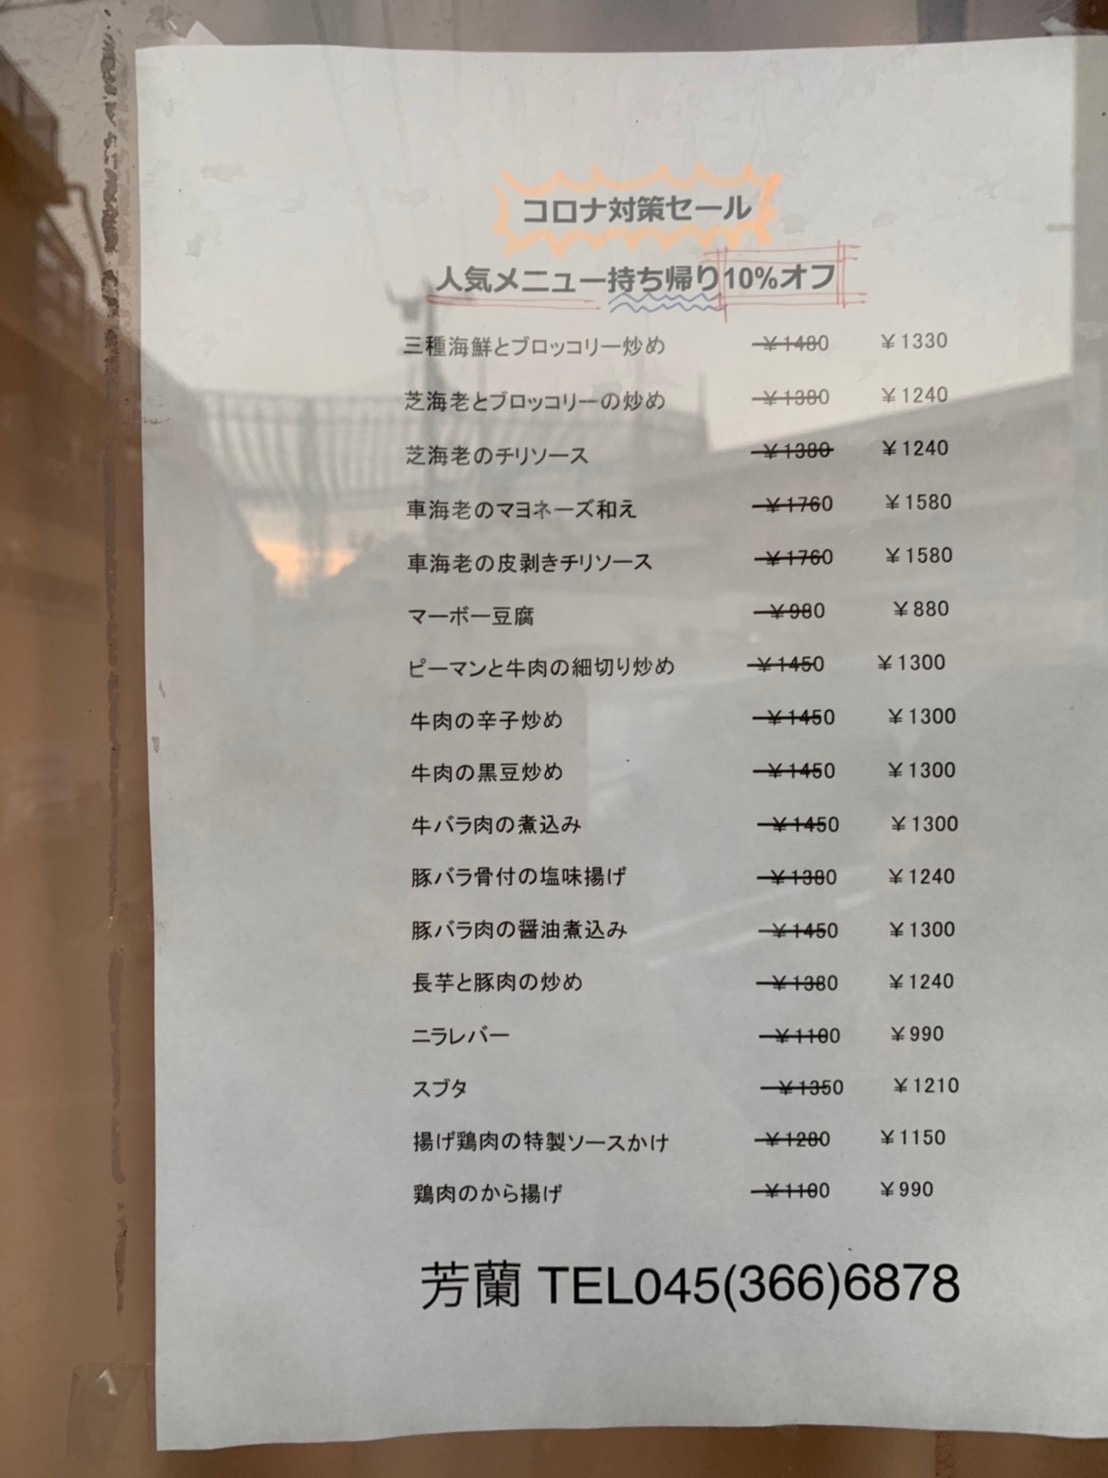 コロナ対策セール
人気メニュー持ち帰り10%オフ
三種海鮮とブロッコリー炒め ￥1480 ￥1330
芝海老とブロッコリーの炒め ￥1380 ￥1240
芝海老のチリソース ￥1380 ￥1240
車海老のマヨネーズ和え ￥1760 ￥1580
車海老の皮剥きチリソース ￥1760 ￥1580
マーボー豆腐 ￥980 ￥880
ピーマンと牛肉の細切り炒め ￥1450 ￥1300
牛肉の辛子炒め ￥1450 ￥1300
牛肉の黒豆炒め ￥1450 ￥1300
牛バラ肉の煮込み ￥1450 ￥1300
豚バラ骨付の塩味揚げ ￥1380 ￥1240
豚バラ肉の醤油煮込み ￥1450 ￥1300
長芋と豚肉の炒め ￥1380 ￥1240
ニラレバー ￥1100 ￥990
スブタ ￥1350 ￥1210
揚げ鶏肉の特製ソースかけ ￥1280 ￥1150
鶏肉のから揚げ ￥1100 ￥990
芳蘭 TEL045(366)6878